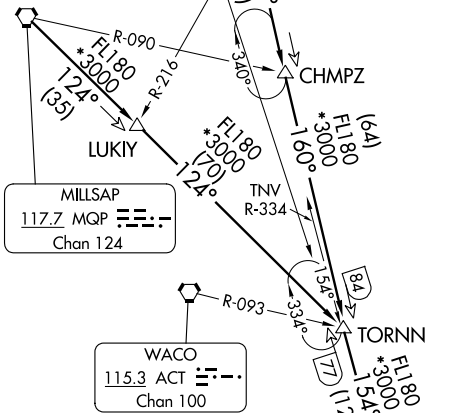 R-090
FL180
*3000
124°
(35)
R-216
340°
CHMPZ
LUKIY
FL180
*3000
(70)
124°
(64)
FL180
*3000
160°
MILLSAP
117.7 MQP
Chan 124
TNV
R-334
154°
334°
84
R-093
TORNN
77
WACO
115.3 ACT
Chan 100
FL180
*3000
154°